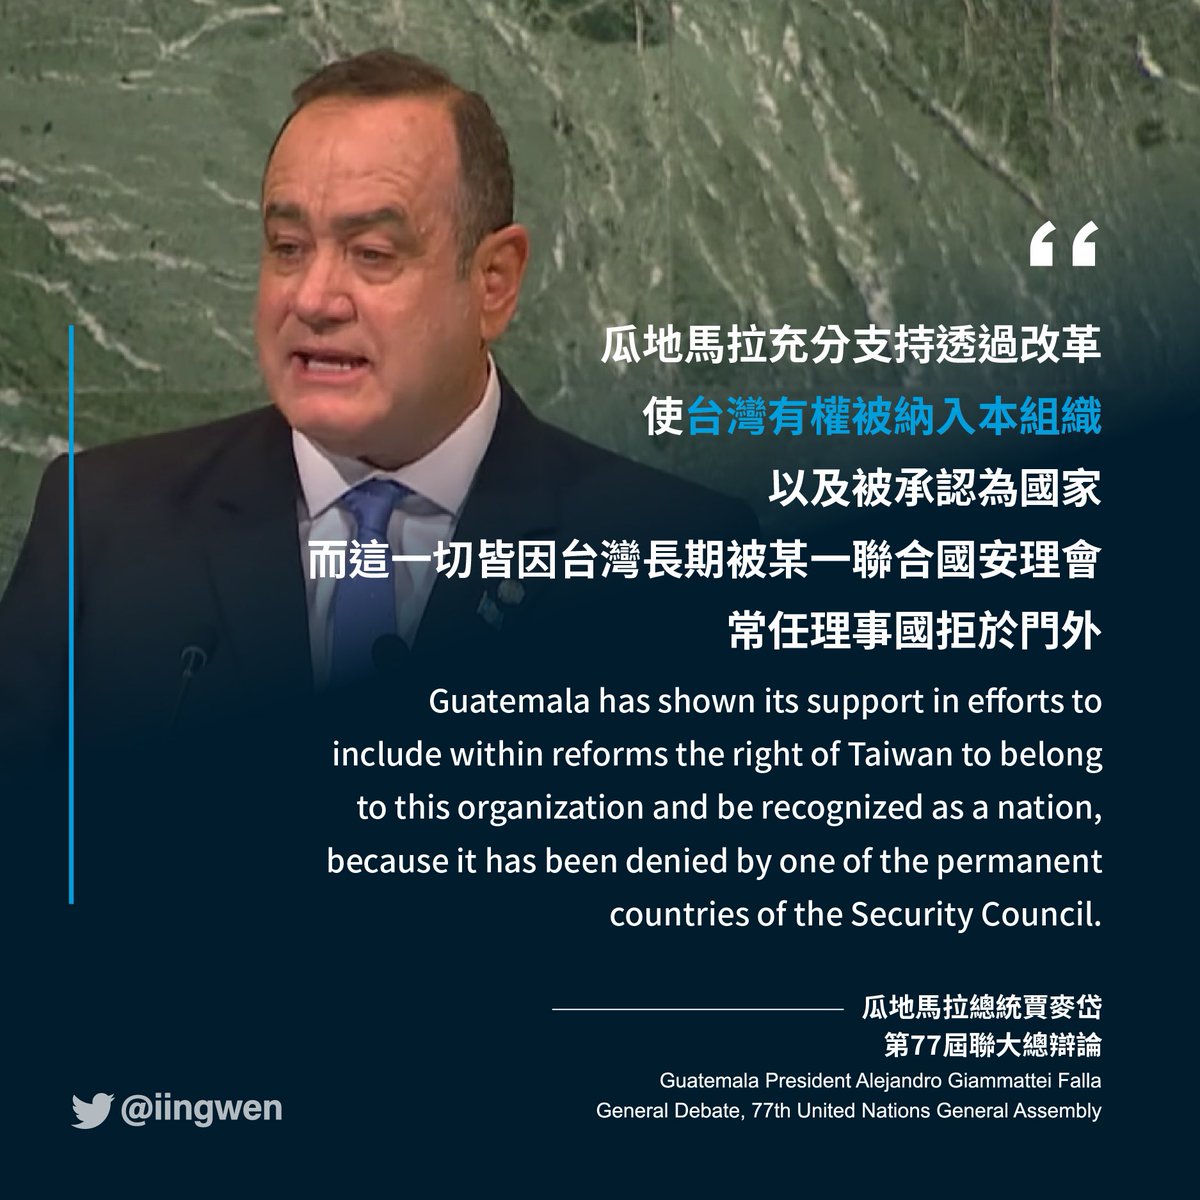 “
瓜地馬拉充分支持透過改革
使台灣有權被納入本組織
以及被承認為國家
而這一切皆因台灣長期被某一聯合國安理會
常任理事國拒於門外
Guatemala has shown its support in efforts to
include within reforms the right of Taiwan to belong
to this organization and be recognized as a nation,
because it has been denied by one of the permanent
countries of the Security Council.
瓜地馬拉總統賈麥岱
第77屆聯大總辯論
Guatemala President Alejandro Giammattei Falla
General Debate, 77th United Nations General Assembly
@iingwen